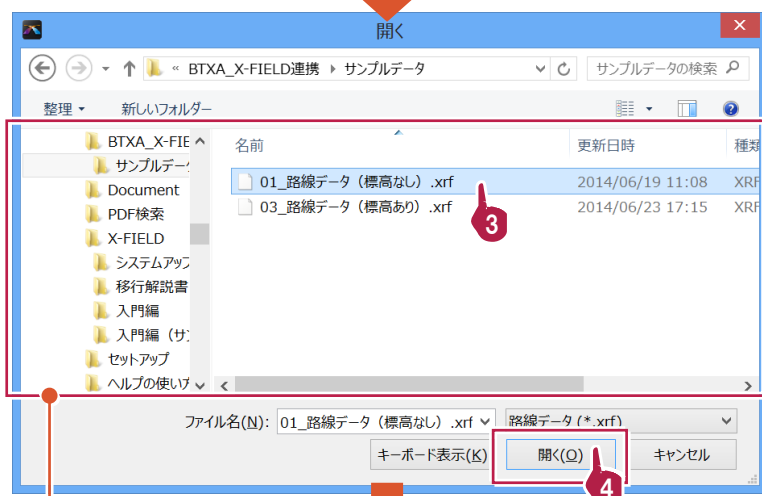 開く
« BTXA_X-FIELD連携 ▸ サンプルデータ
サンプルデータの検索
整理 新しいフォルダー
BTXA_X-FIE
サンプルデー
Document
PDF検索
X-FIELD
システムアップ
移行解説書
入門編
入門編（サン
セットアップ
ヘルプの使い方
名前 更新日時 種類
01_路線データ（標高なし）.xrf 2014/06/19 11:08 XRF
03_路線データ（標高あり）.xrf 2014/06/23 17:15 XRF
3
ファイル名(N): 01_路線データ（標高なし）.xrf 路線データ (*.xrf)
キーボード表示(K) 開く(O) キャンセル
4